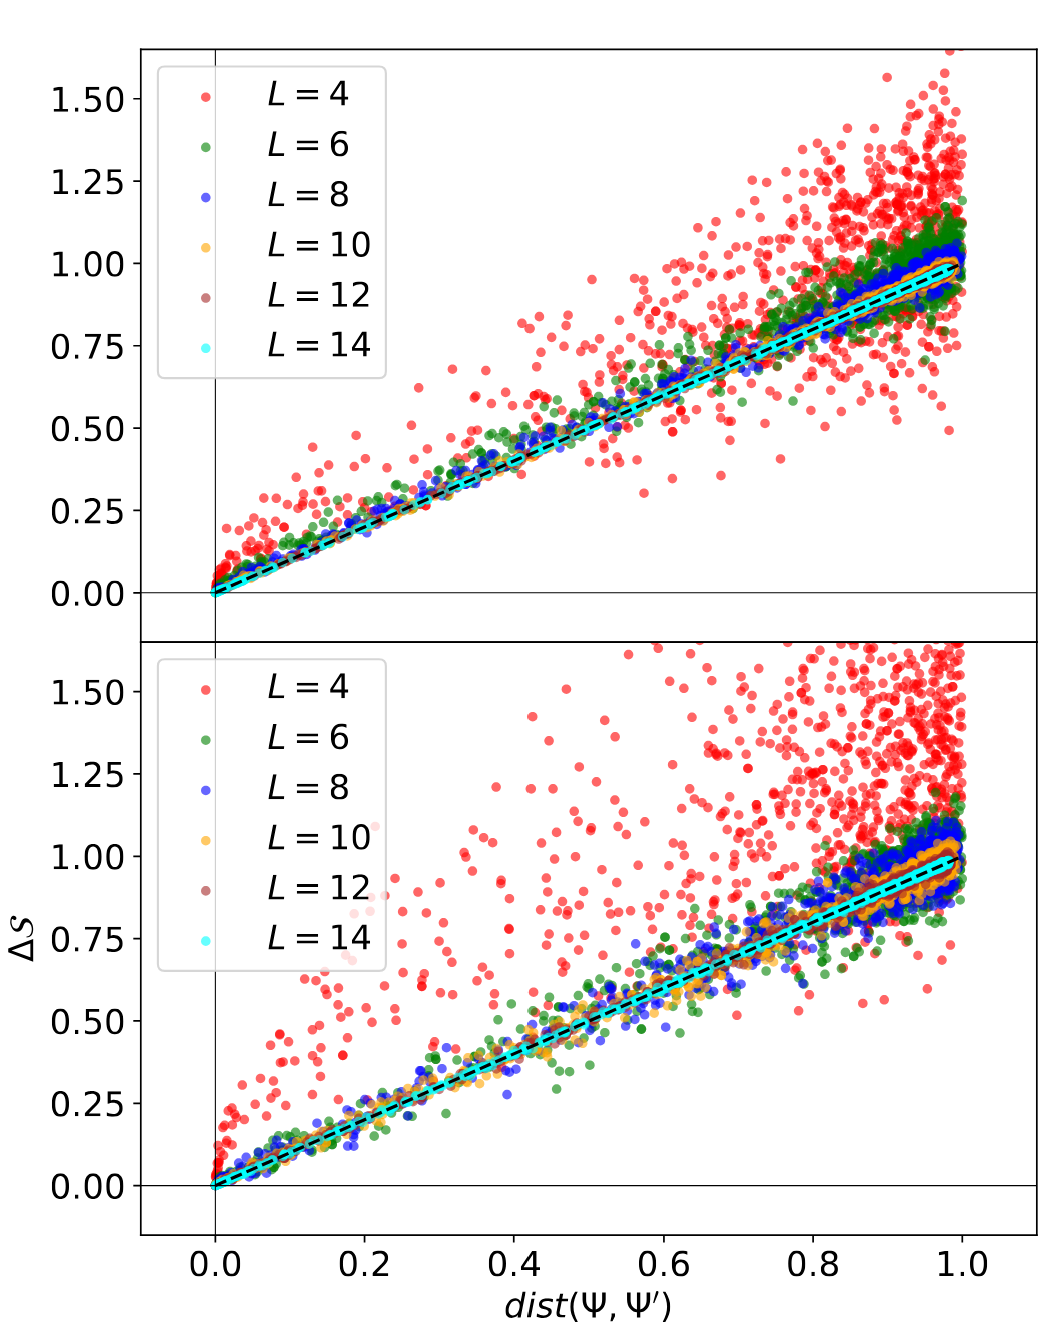 1.50
1.25
1.00
0.75
0.50
0.25
0.00
L = 4
L = 6
L = 8
L = 10
L = 12
L = 14
1.50
1.25
1.00
0.75
0.50
0.25
0.00
L = 4
L = 6
L = 8
L = 10
L = 12
L = 14
Δ𝒮
0.0 0.2 0.4 0.6 0.8 1.0
dist(Ψ, Ψ′)